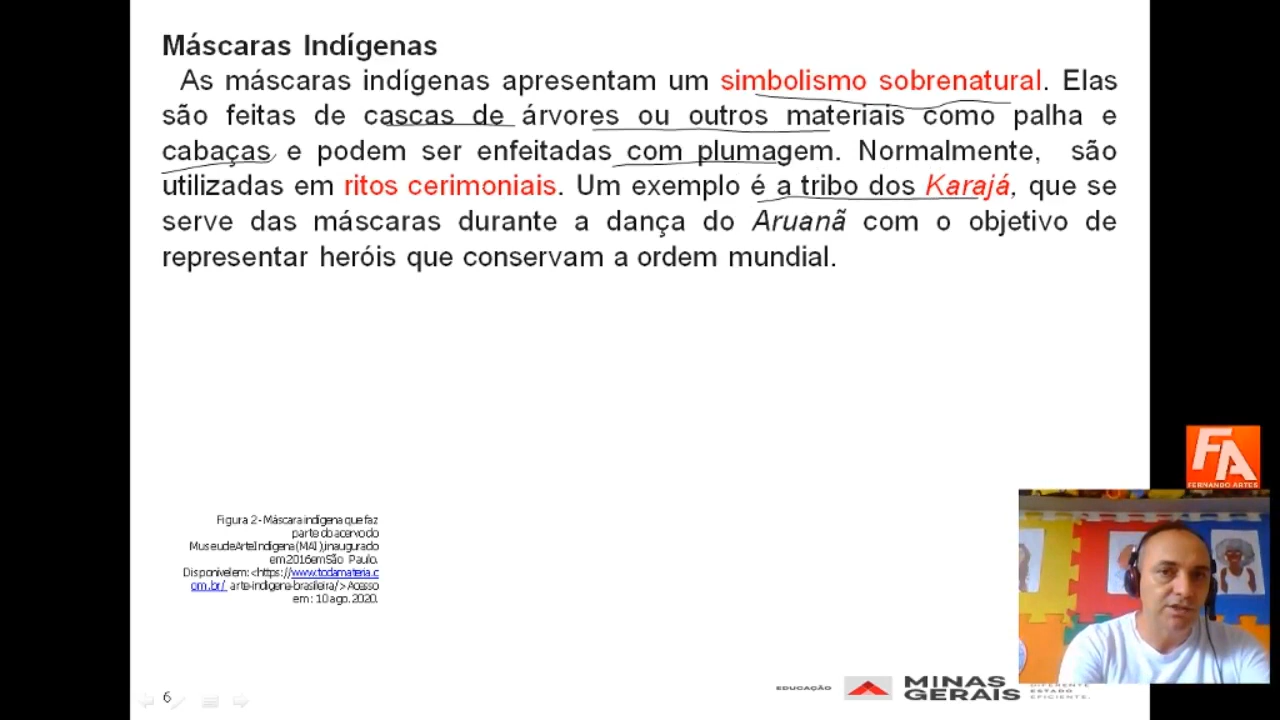 Máscaras Indígenas
As máscaras indígenas apresentam um simbolismo sobrenatural. Elas
são feitas de cascas de árvores ou outros materiais como palha e
cabaças e podem ser enfeitadas com plumagem. Normalmente, são
utilizadas em ritos cerimoniais. Um exemplo é a tribo dos Karajá, que se
serve das máscaras durante a dança do Aruanã com o objetivo de
representar heróis que conservam a ordem mundial.
Figura 2 - Máscara indígena que faz
parte do acervo do
Museu de Arte Indígena (MAI), inaugurado
em 2016 em São Paulo.
Disponível em: <https://www.todamateria.c
om.br/ arte-indigena-brasileira/> Acesso
em: 10 ago. 2020.
FA
FERNANDO ARTES
6
EDUCAÇÃO
MINAS
GERAIS
DIFERENTE
ESTADO
EFICIENTE.